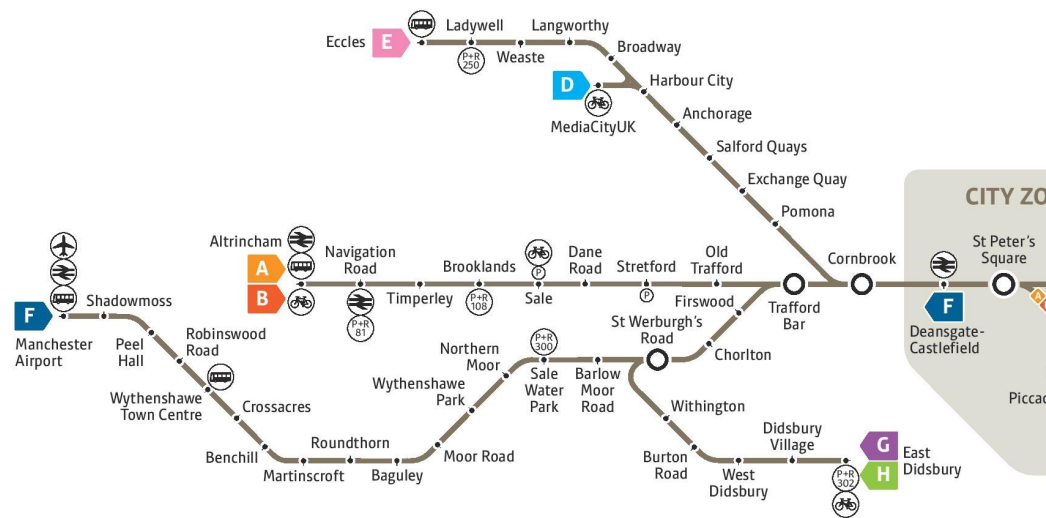 Eccles
E
Ladywell
P+R
250
Weaste
Langworthy
Broadway
D
MediaCityUK
Harbour City
Anchorage
Salford Quays
Exchange Quay
Pomona
CITY ZO
Altrincham
A
B
Navigation
Road
P+R
81
Timperley
Brooklands
P+R
108
P
Sale
Dane
Road
Stretford
P
Old
Trafford
Trafford
Bar
Cornbrook
F
Deansgate-
Castlefield
St Peter's
Square
A
Piccad
F
Manchester
Airport
Shadowmoss
Peel
Hall
Robinswood
Road
Wythenshawe
Town Centre
Crossacres
Benchill
Martinscroft
Roundthorn
Baguley
Moor Road
Wythenshawe
Park
Northern
Moor
P+R
300
Sale
Water
Park
Barlow
Moor
Road
St Werburgh's
Road
Firswood
Chorlton
Withington
Burton
Road
West
Didsbury
Didsbury
Village
G
H
East
Didsbury
P+R
302